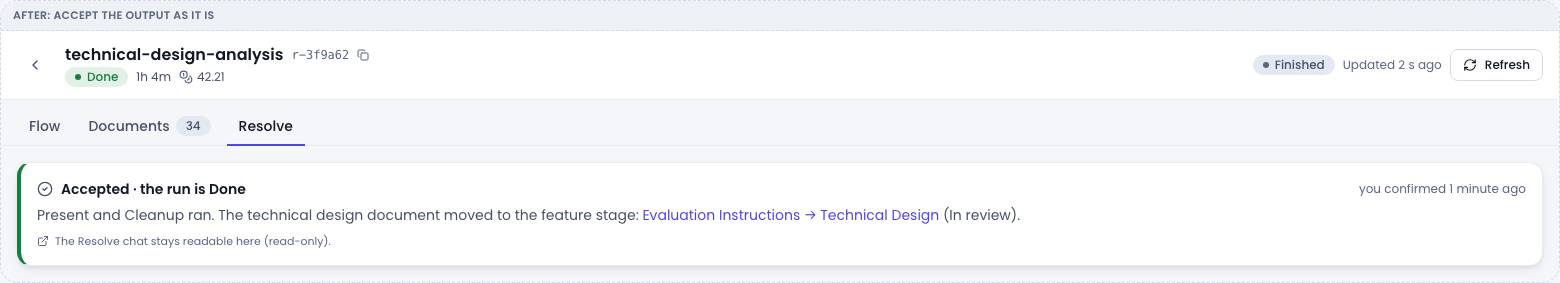 AFTER: ACCEPT THE OUTPUT AS IT IS
technical-design-analysis r-3f9a62
Done 1h 4m 42.21
Finished Updated 2 s ago Refresh
Flow Documents 34 Resolve
Accepted · the run is Done you confirmed 1 minute ago
Present and Cleanup ran. The technical design document moved to the feature stage: Evaluation Instructions → Technical Design (In review).
The Resolve chat stays readable here (read-only).